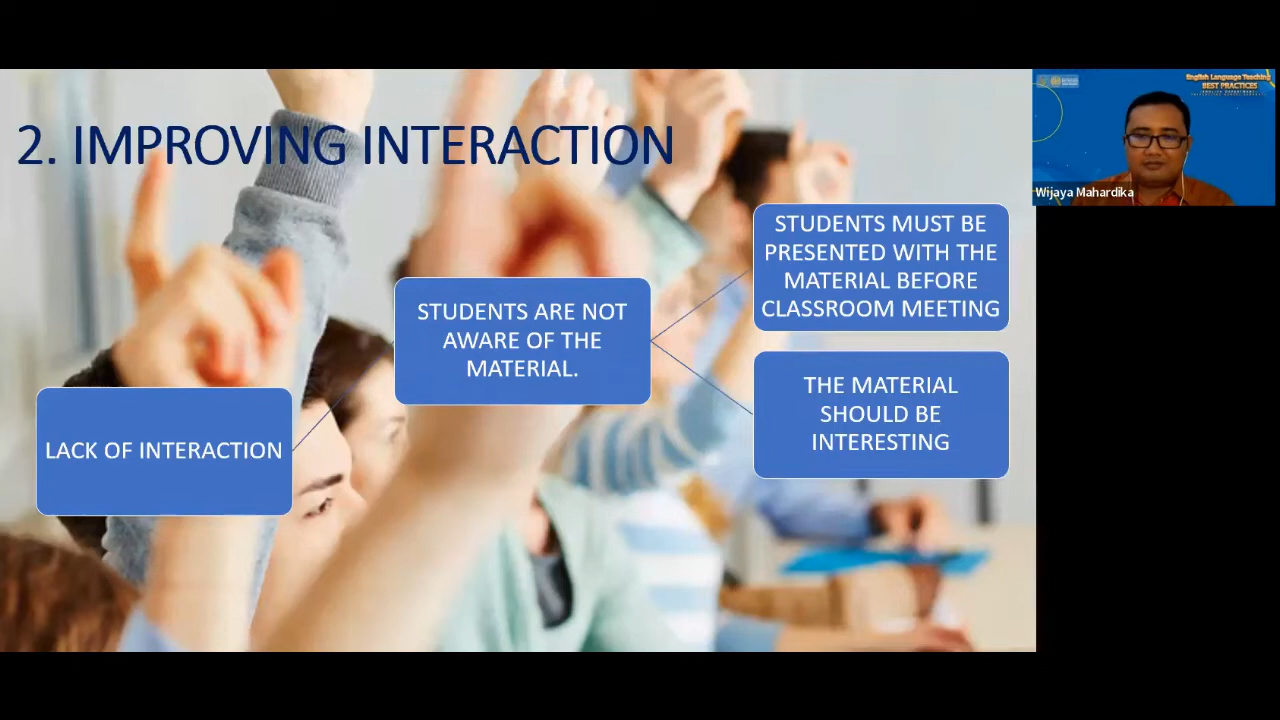 2. IMPROVING INTERACTION
LACK OF INTERACTION
STUDENTS ARE NOT
AWARE OF THE
MATERIAL.
STUDENTS MUST BE
PRESENTED WITH THE
MATERIAL BEFORE
CLASSROOM MEETING
THE MATERIAL
SHOULD BE
INTERESTING
English Language Teaching
BEST PRACTICES
Wijaya Mahardika